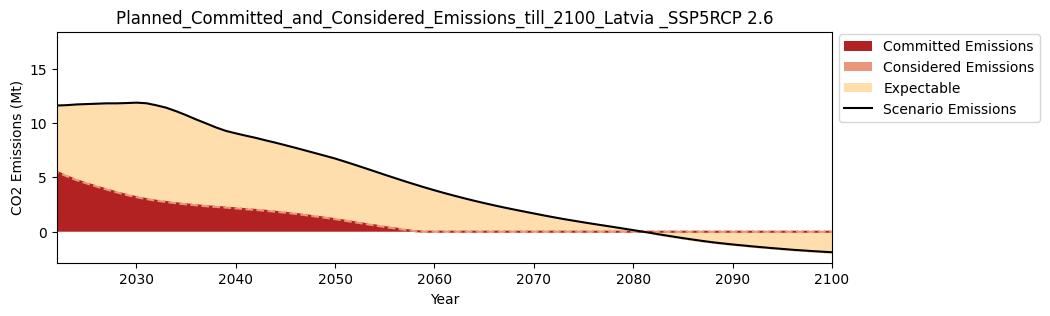 Planned_Committed_and_Considered_Emissions_till_2100_Latvia _SSP5RCP 2.6
Committed Emissions
Considered Emissions
Expectable
Scenario Emissions
CO2 Emissions (Mt)
15
10
5
0
2030 2040 2050 2060 2070 2080 2090 2100
Year